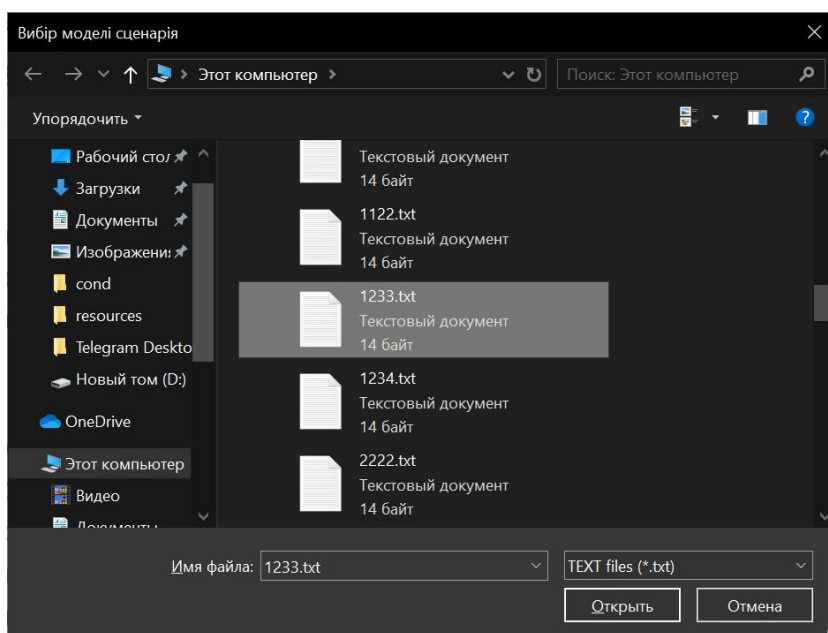 Вибір моделі сценарія
Этот компьютер
Поиск: Этот компьютер
Упорядочить
Рабочий стол
Загрузки
Документы
Изображения
cond
resources
Telegram Deskto
Новый том (D:)
OneDrive
Этот компьютер
Видео
Документы
Текстовый документ
14 байт
1122.txt
Текстовый документ
14 байт
1233.txt
Текстовый документ
14 байт
1234.txt
Текстовый документ
14 байт
2222.txt
Текстовый документ
14 байт
Имя файла: 1233.txt
TEXT files (*.txt)
Открыть
Отмена